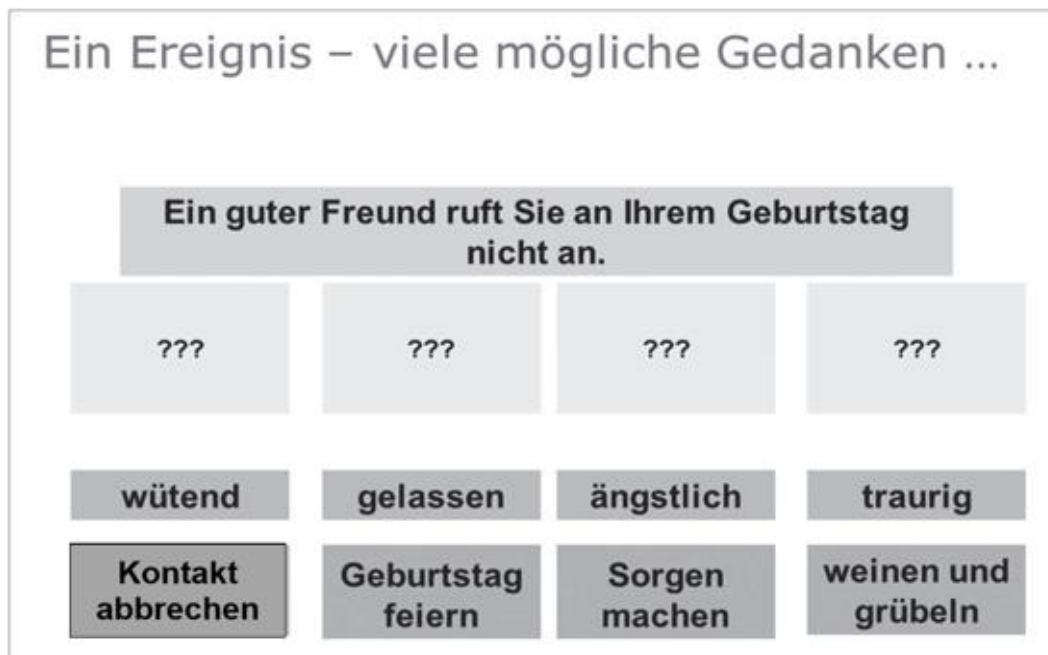 Ein Ereignis – viele mögliche Gedanken ...
Ein guter Freund ruft Sie an Ihrem Geburtstag
nicht an.
???
???
???
???
wütend
gelassen
ängstlich
traurig
Kontakt
abbrechen
Geburtstag
feiern
Sorgen
machen
weinen und
grübeln